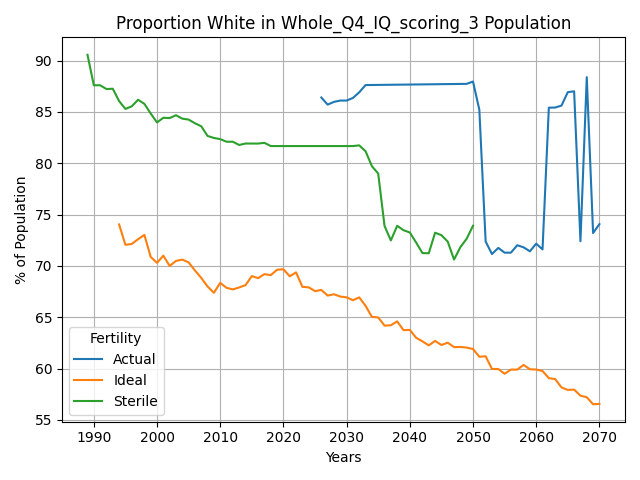 Proportion White in Whole_Q4_IQ_scoring_3 Population
% of Population
90
85
80
75
70
65
60
55
Fertility
Actual
Ideal
Sterile
1990 2000 2010 2020 2030 2040 2050 2060 2070
Years